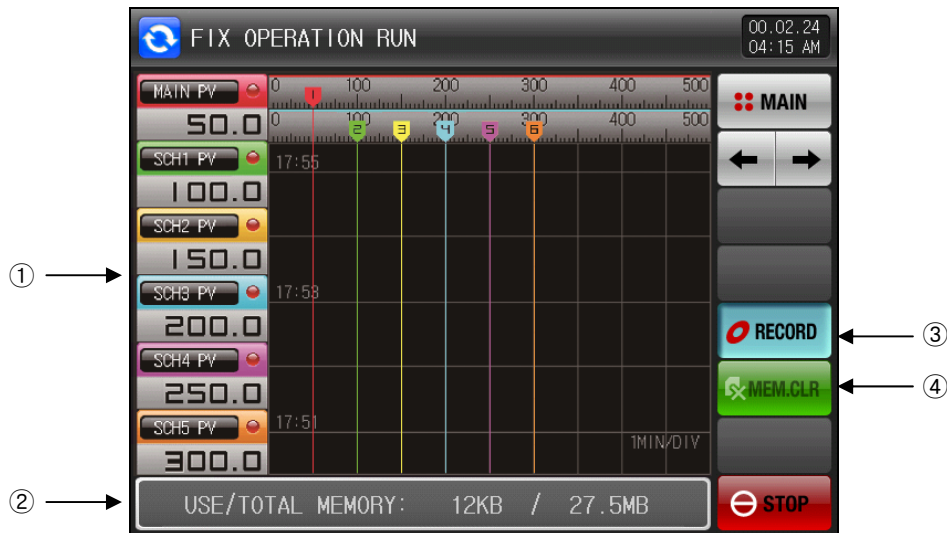 FIX OPERATION RUN
00.02.24
04:15 AM
MAIN PV
50.0
0 100 200 300 400 500
1
0 100 200 300 400 500
2 3 4 5 6
MAIN
SCH1 PV
100.0
17:55
SCH2 PV
150.0
①
SCH3 PV
200.0
17:53
RECORD
③
SCH4 PV
250.0
MEM.CLR
④
SCH5 PV
300.0
17:51
1MIN/DIV
②
USE/TOTAL MEMORY: 12KB / 27.5MB
STOP